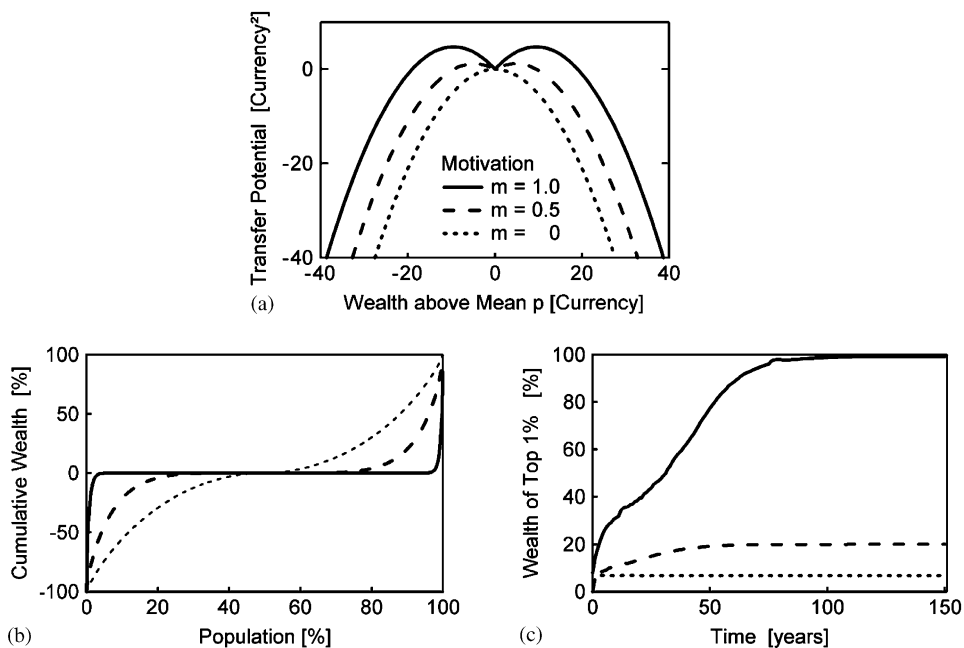 Transfer Potential [Currency²]
0
-20
-40
Motivation
m = 1.0
m = 0.5
m = 0
-40 -20 0 20 40
Wealth above Mean p [Currency]
(a)
Cumulative Wealth [%]
100
50
0
-50
-100
0 20 40 60 80 100
Population [%]
(b)
Wealth of Top 1% [%]
100
80
60
40
20
0
0 50 100 150
Time [years]
(c)